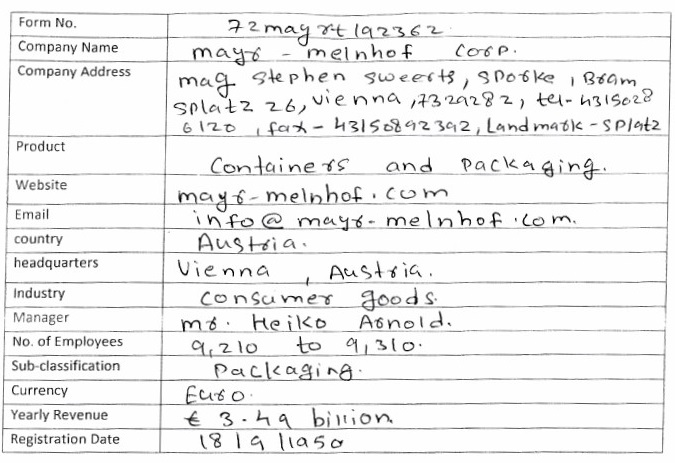 Form No. 72mayrt192362.
Company Name mayr - melnhof Corp.
Company Address mag stephen sweerts, sporke, Bram
splatz 26, vienna, 7329282, tel-4315028
6120, fax - 43150892392, Landmark - splatz
Product Containers and packaging.
Website mayr-melnhof.com
Email info@mayr-melnhof.com.
country Austria.
headquarters Vienna, Austria.
Industry consumer goods.
Manager mr. Heiko Arnold.
No. of Employees 9,210 to 9,310.
Sub-classification packaging.
Currency Euro.
Yearly Revenue € 3.49 billion
Registration Date 18/9/1950